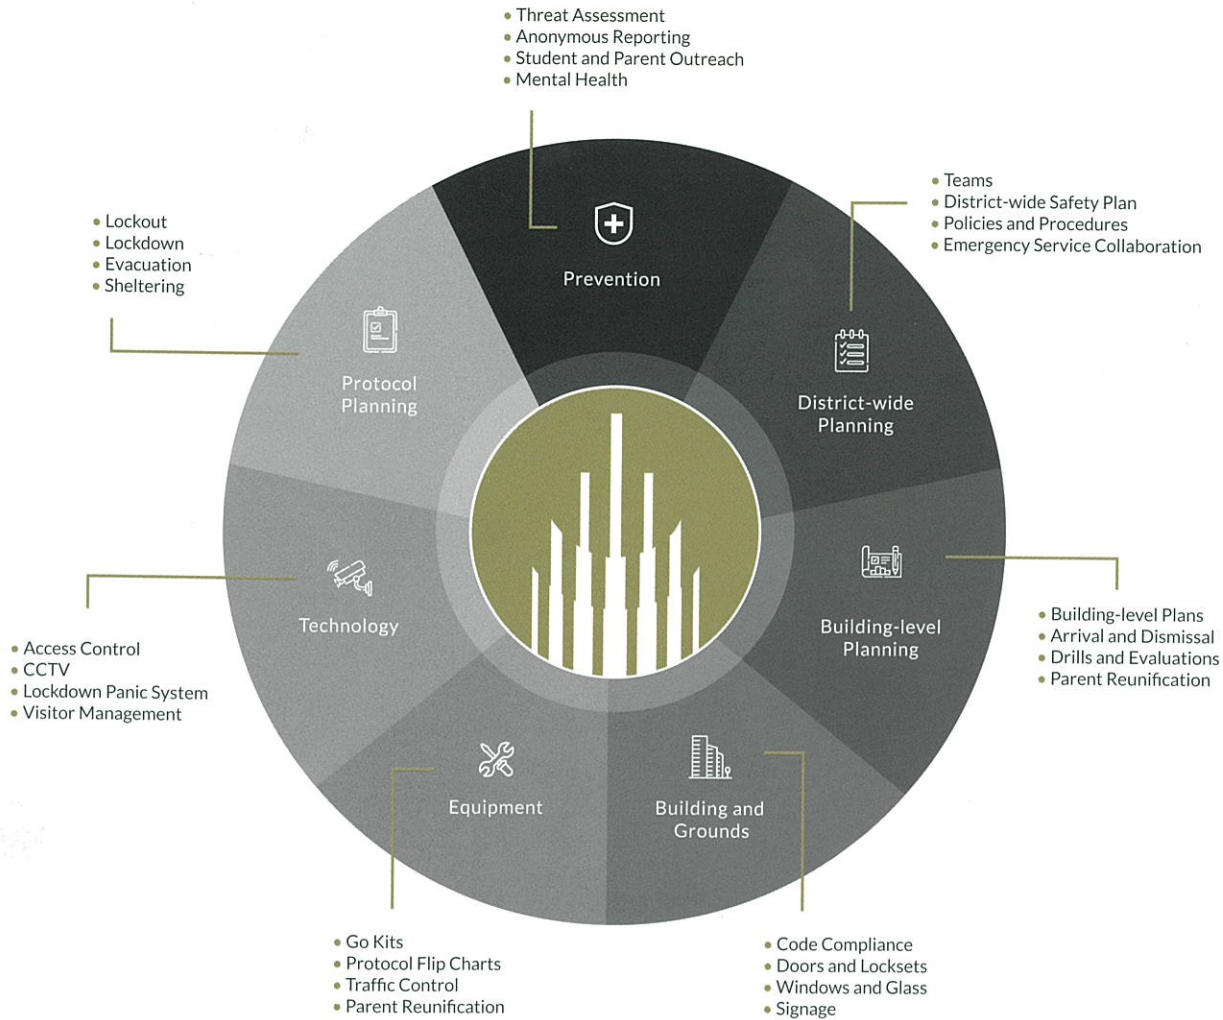 • Threat Assessment
• Anonymous Reporting
• Student and Parent Outreach
• Mental Health
Prevention
• Teams
• District-wide Safety Plan
• Policies and Procedures
• Emergency Service Collaboration
District-wide
Planning
• Building-level Plans
• Arrival and Dismissal
• Drills and Evaluations
• Parent Reunification
Building-level
Planning
• Code Compliance
• Doors and Locksets
• Windows and Glass
• Signage
Building and
Grounds
• Go Kits
• Protocol Flip Charts
• Traffic Control
• Parent Reunification
Equipment
• Access Control
• CCTV
• Lockdown Panic System
• Visitor Management
Technology
• Lockout
• Lockdown
• Evacuation
• Sheltering
Protocol
Planning